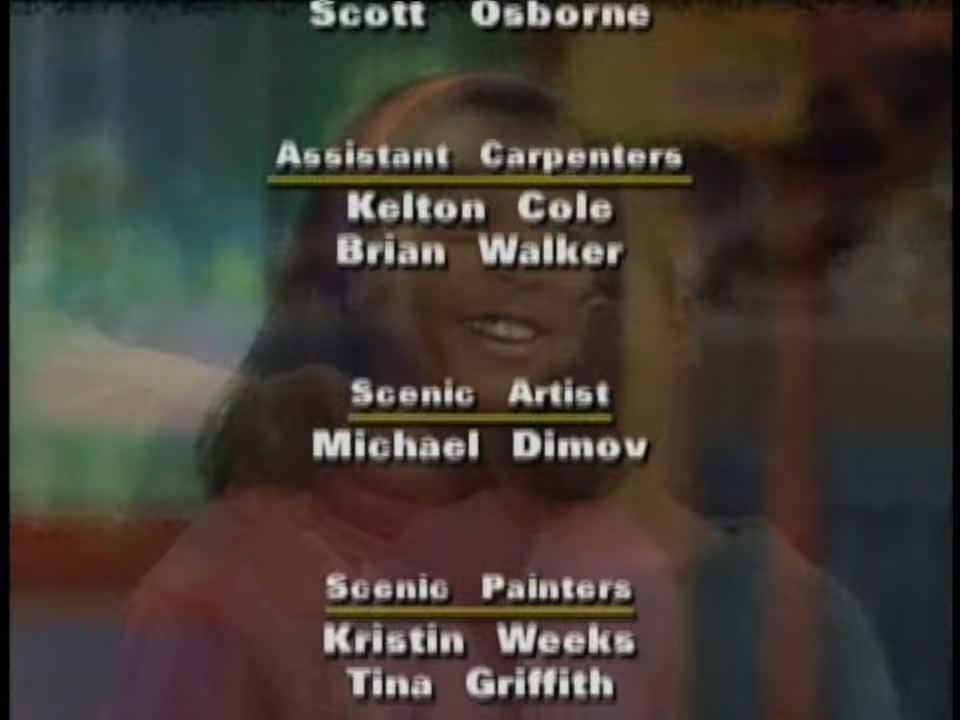 Scott Osborne
Assistant Carpenters
Kelton Cole
Brian Walker
Scenic Artist
Michael Dimov
Scenic Painters
Kristin Weeks
Tina Griffith